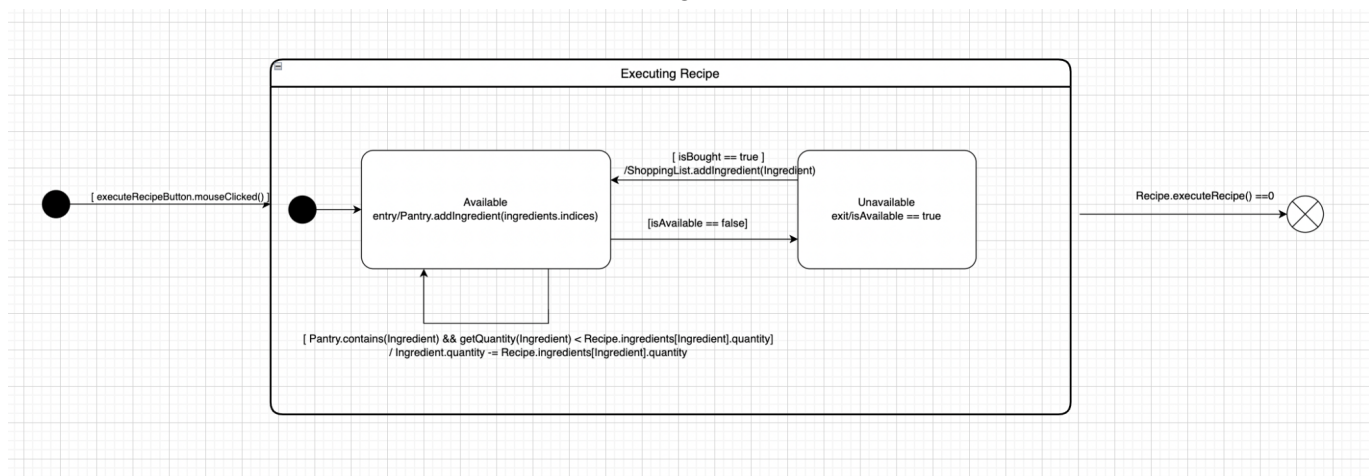 Executing Recipe
[ executeRecipeButton.mouseClicked() ]
[ isBought == true ]
/ShoppingList.addIngredient(Ingredient)
Available
entry/Pantry.addIngredient(ingredients.indices)
[isAvailable == false]
Unavailable
exit/isAvailable == true
Recipe.executeRecipe() ==0
[ Pantry.contains(Ingredient) && getQuantity(Ingredient) < Recipe.ingredients[Ingredient].quantity]
/ Ingredient.quantity -= Recipe.ingredients[Ingredient].quantity